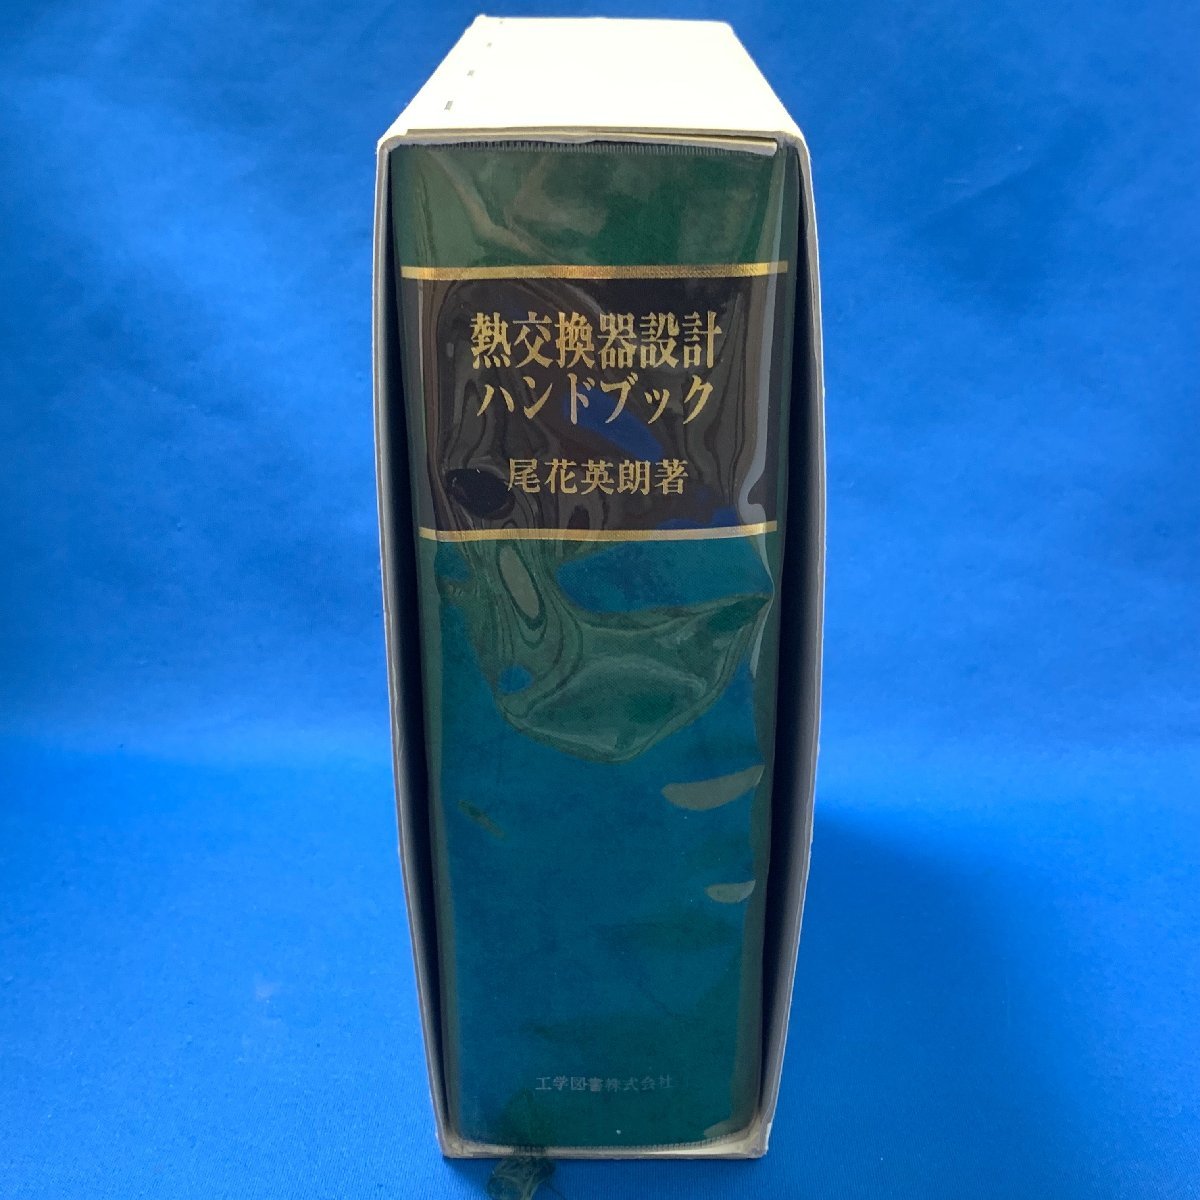 熱交換器設計
ハンドブック
尾花英朗著
工学図書株式会社